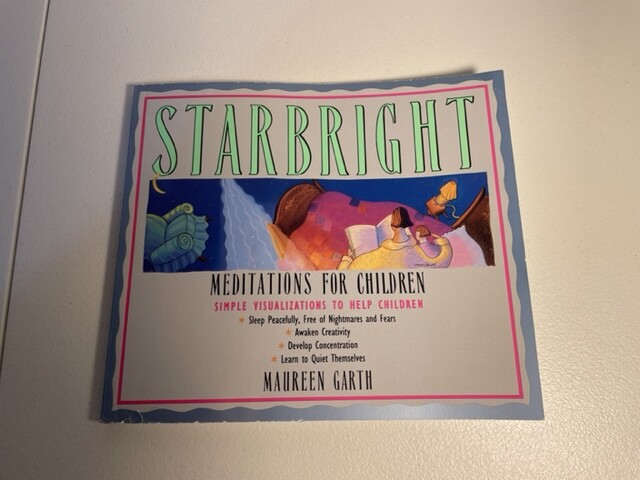 STARBRIGHT
MEDITATIONS FOR CHILDREN
SIMPLE VISUALIZATIONS TO HELP CHILDREN
* Sleep Peacefully, Free of Nightmares and Fears
* Awaken Creativity
* Develop Concentration
* Learn to Quiet Themselves
MAUREEN GARTH